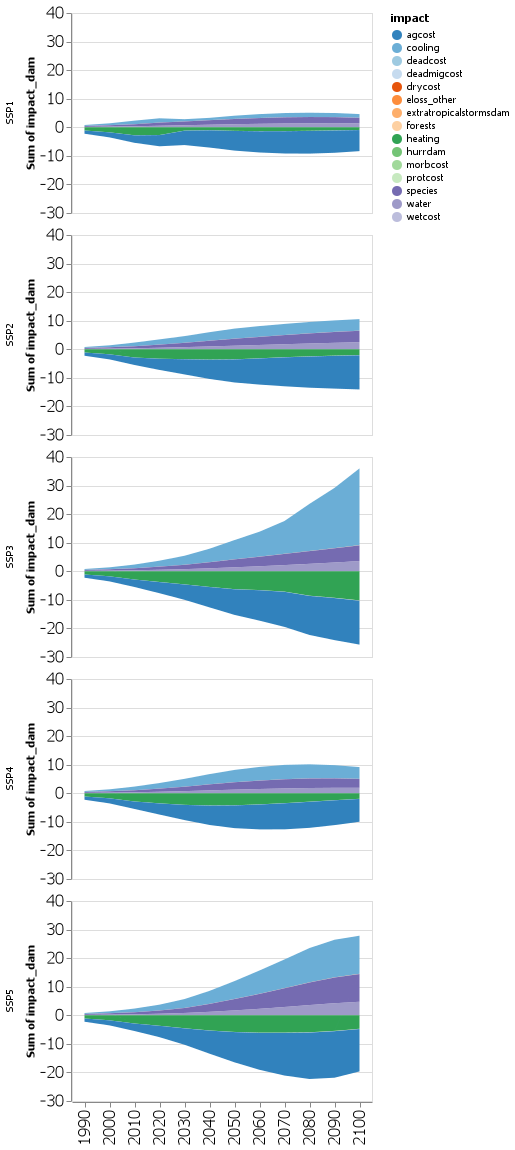 impact
agcost
cooling
deadcost
deadmigcost
drycost
eloss_other
extratropicalstormsdam
forests
heating
hurrdam
morbcost
protcost
species
water
wetcost
SSP1
Sum of impact_dam
40
30
20
10
0
-10
-20
-30
SSP2
Sum of impact_dam
40
30
20
10
0
-10
-20
-30
SSP3
Sum of impact_dam
40
30
20
10
0
-10
-20
-30
SSP4
Sum of impact_dam
40
30
20
10
0
-10
-20
-30
SSP5
Sum of impact_dam
40
30
20
10
0
-10
-20
-30
1990
2000
2010
2020
2030
2040
2050
2060
2070
2080
2090
2100